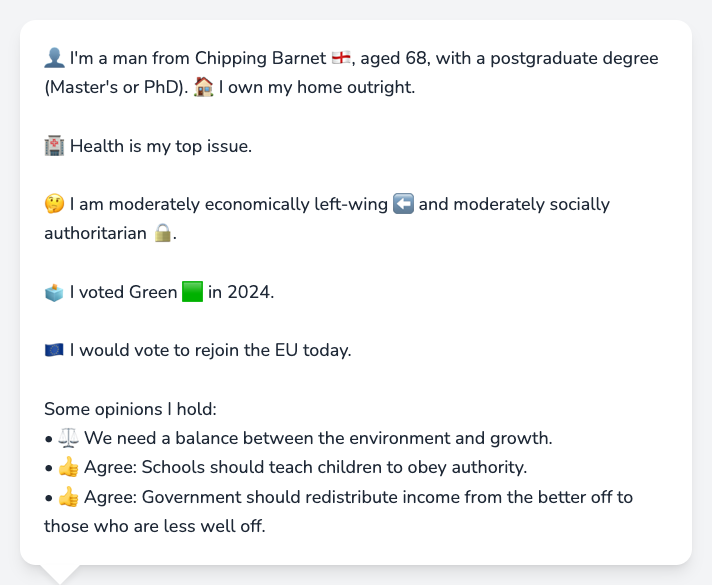 👤 I'm a man from Chipping Barnet 🏴󠁧󠁢󠁥󠁮󠁧󠁿, aged 68, with a postgraduate degree
(Master's or PhD). 🏠 I own my home outright.
🏥 Health is my top issue.
🤔 I am moderately economically left-wing ⬅️ and moderately socially
authoritarian 🔒.
🗳️ I voted Green 🟩 in 2024.
🇪🇺 I would vote to rejoin the EU today.
Some opinions I hold:
• ⚖️ We need a balance between the environment and growth.
• 👍 Agree: Schools should teach children to obey authority.
• 👍 Agree: Government should redistribute income from the better off to
those who are less well off.